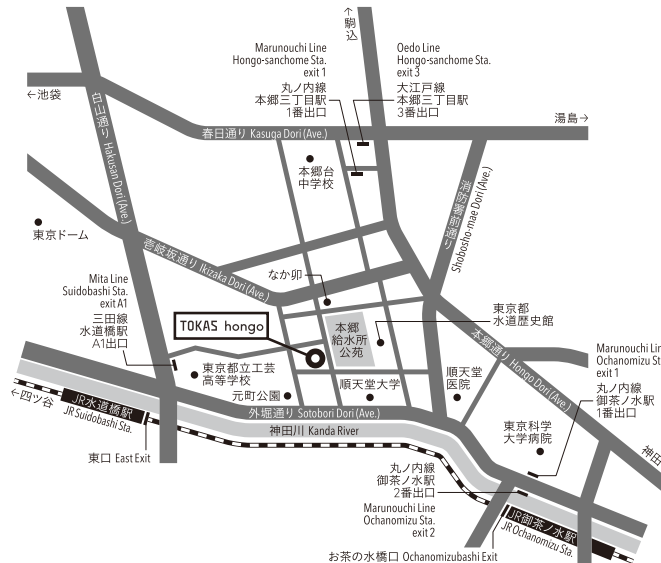 ↑駒込
Marunouchi Line
Hongo-sanchome Sta.
exit 1
丸ノ内線
本郷三丁目駅
1番出口
Oedo Line
Hongo-sanchome Sta.
exit 3
大江戸線
本郷三丁目駅
3番出口
←池袋
湯島→
白山通り Hakusan Dori (Ave.)
春日通り Kasuga Dori (Ave.)
本郷台
中学校
消防署前通り
Shobosho-mae Dori (Ave.)
東京ドーム
壱岐坂通り Ikizaka Dori (Ave.)
なか卯
Mita Line
Suidobashi Sta.
exit A1
三田線
水道橋駅
A1出口
TOKAS hongo
本郷
給水所
公苑
東京都
水道歴史館
本郷通り Hongo Dori (Ave.)
Marunouchi Line
Ochanomizu Sta.
exit 1
丸ノ内線
御茶ノ水駅
1番出口
東京都立工芸
高等学校
元町公園
順天堂大学
順天堂
医院
←四ツ谷
JR水道橋駅
JR Suidobashi Sta.
東口 East Exit
外堀通り Sotobori Dori (Ave.)
神田川 Kanda River
東京科学
大学病院
神田
丸ノ内線
御茶ノ水駅
2番出口
Marunouchi Line
Ochanomizu Sta.
exit 2
JR御茶ノ水駅
JR Ochanomizu Sta.
お茶の水橋口 Ochanomizubashi Exit